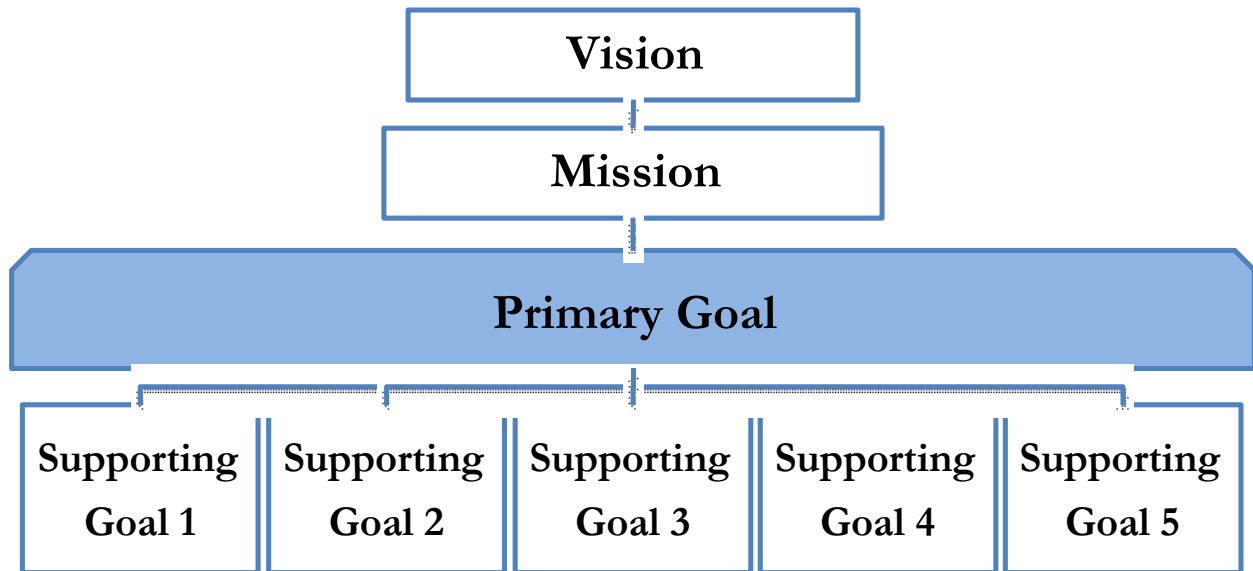 Vision
Mission
Primary Goal
Supporting
Goal 1
Supporting
Goal 2
Supporting
Goal 3
Supporting
Goal 4
Supporting
Goal 5